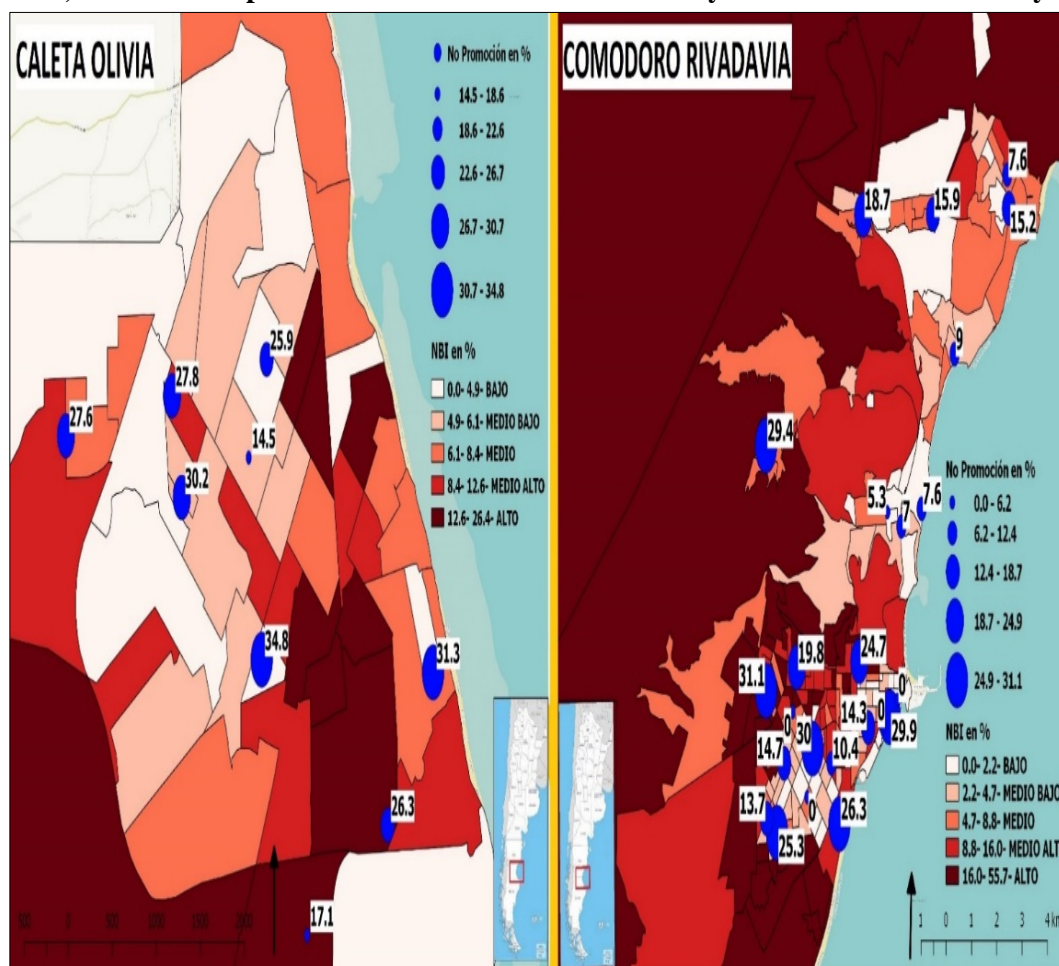 CALETA OLIVIA
No Promoción en %
14.5 - 18.6
18.6 - 22.6
22.6 - 26.7
26.7 - 30.7
30.7 - 34.8
NBI en %
0.0- 4.9- BAJO
4.9- 6.1- MEDIO BAJO
6.1- 8.4- MEDIO
8.4- 12.6- MEDIO ALTO
12.6- 26.4- ALTO
25.9
27.8
27.6
14.5
30.2
34.8
31.3
26.3
17.1
500 0 500 1000 1500 2000
COMODORO RIVADAVIA
7.6
18.7
15.9
15.2
9
29.4
5.3
7.6
7
19.8
24.7
31.1
0
14.3
0
0
29.9
30
14.7
10.4
13.7
0
26.3
25.3
No Promoción en %
0.0 - 6.2
6.2 - 12.4
12.4 - 18.7
18.7 - 24.9
24.9 - 31.1
NBI en %
0.0- 2.2- BAJO
2.2- 4.7- MEDIO BAJO
4.7- 8.8- MEDIO
8.8- 16.0- MEDIO ALT
16.0- 55.7- ALTO
1 0 1 2 3 4 km